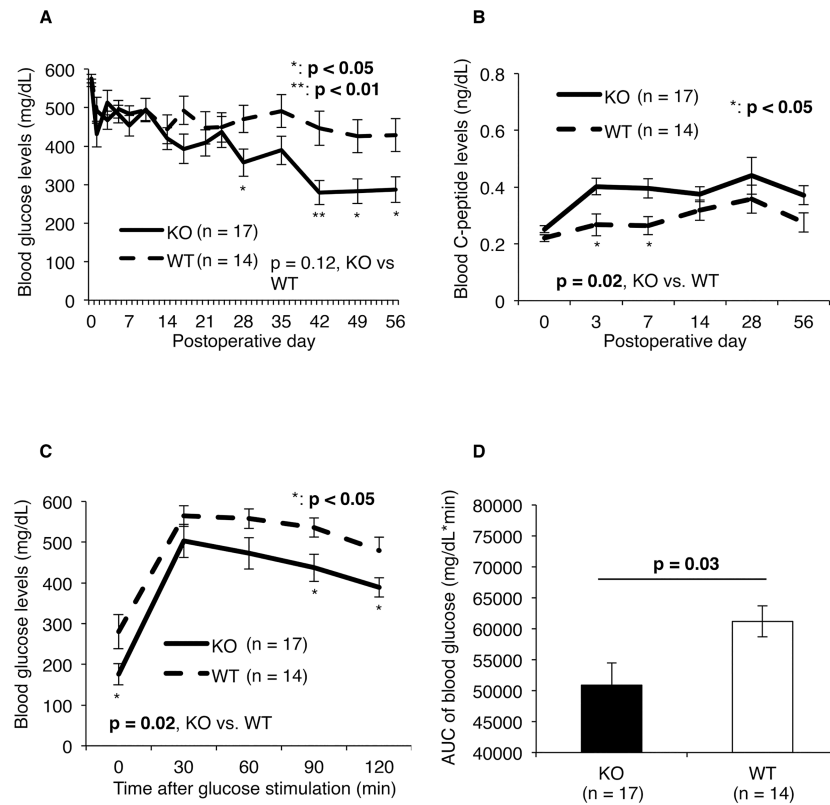 A
*: p < 0.05
**: p < 0.01
Blood glucose levels (mg/dL)
600
500
400
300
200
100
0
*
**
*
*
KO (n = 17)
WT (n = 14)
p = 0.12, KO vs
WT
0 7 14 21 28 35 42 49 56
Postoperative day
B
Blood C-peptide levels (ng/dL)
0.8
0.6
0.4
0.2
0
KO (n = 17)
WT (n = 14)
*: p < 0.05
*
*
p = 0.02, KO vs. WT
0 3 7 14 28 56
Postoperative day
C
*: p < 0.05
Blood glucose levels (mg/dL)
600
500
400
300
200
100
0
KO (n = 17)
WT (n = 14)
*
*
*
p = 0.02, KO vs. WT
0 30 60 90 120
Time after glucose stimulation (min)
D
AUC of blood glucose (mg/dL*min)
80000
75000
70000
65000
60000
55000
50000
45000
40000
p = 0.03
KO
(n = 17)
WT
(n = 14)